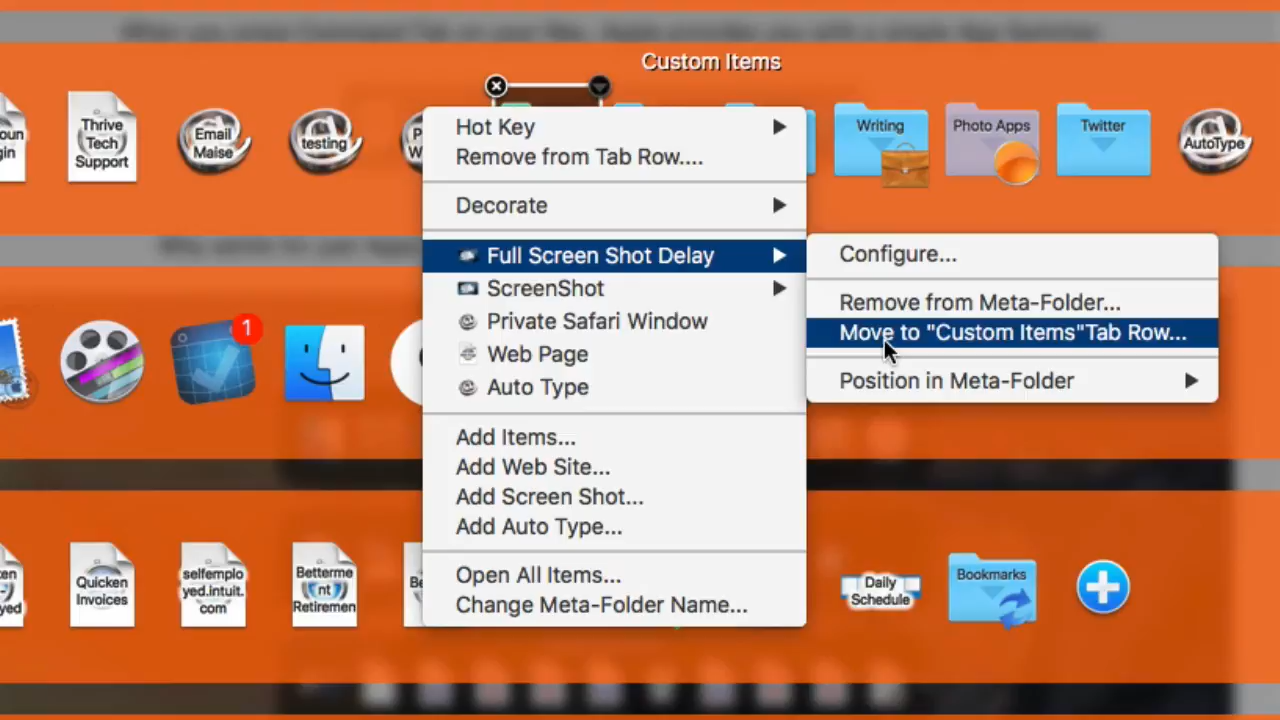 Custom Items
Thrive
Tech
Support
Email
Maise
testing
Writing
Photo Apps
Twitter
AutoType
Hot Key
Remove from Tab Row....
Decorate
Full Screen Shot Delay
ScreenShot
Private Safari Window
Web Page
Auto Type
Add Items...
Add Web Site...
Add Screen Shot...
Add Auto Type...
Open All Items...
Change Meta-Folder Name...
Configure...
Remove from Meta-Folder...
Move to "Custom Items"Tab Row...
Position in Meta-Folder
1
Quicken
Invoices
selfemplo
yed.intuit.
com
Betterme
nt
Retiremen
Daily
Schedule
Bookmarks